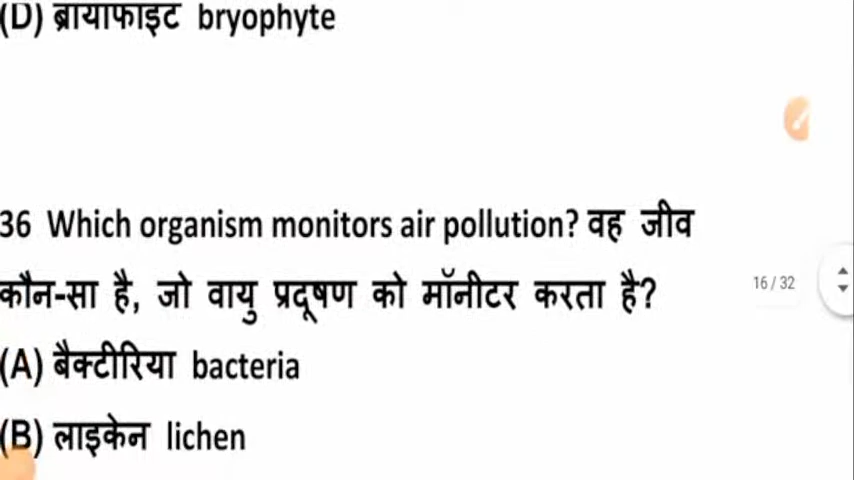 (D) ब्रायोफाइट bryophyte
36 Which organism monitors air pollution? वह जीव
कौन-सा है, जो वायु प्रदूषण को मॉनीटर करता है?
16 / 32
(A) बैक्टीरिया bacteria
(B) लाइकेन lichen